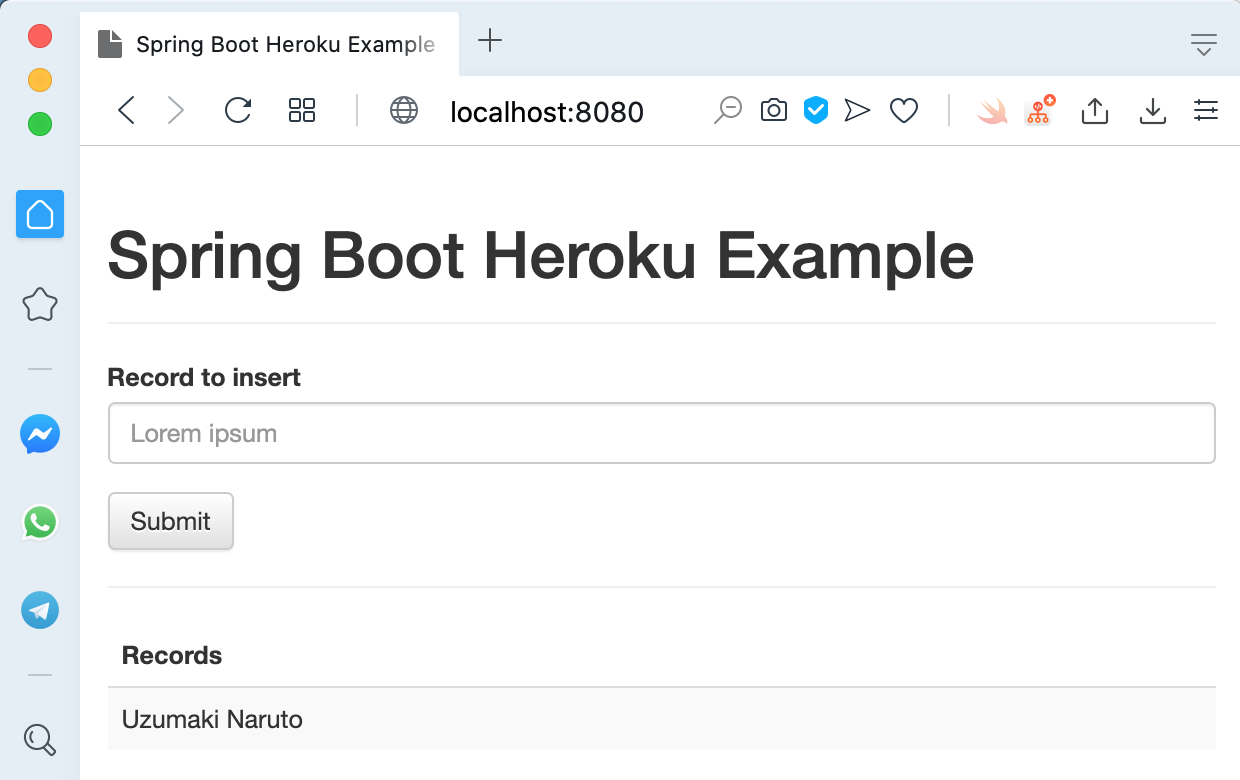 Spring Boot Heroku Example
localhost:8080
Spring Boot Heroku Example
Record to insert
Lorem ipsum
Submit
Records
Uzumaki Naruto